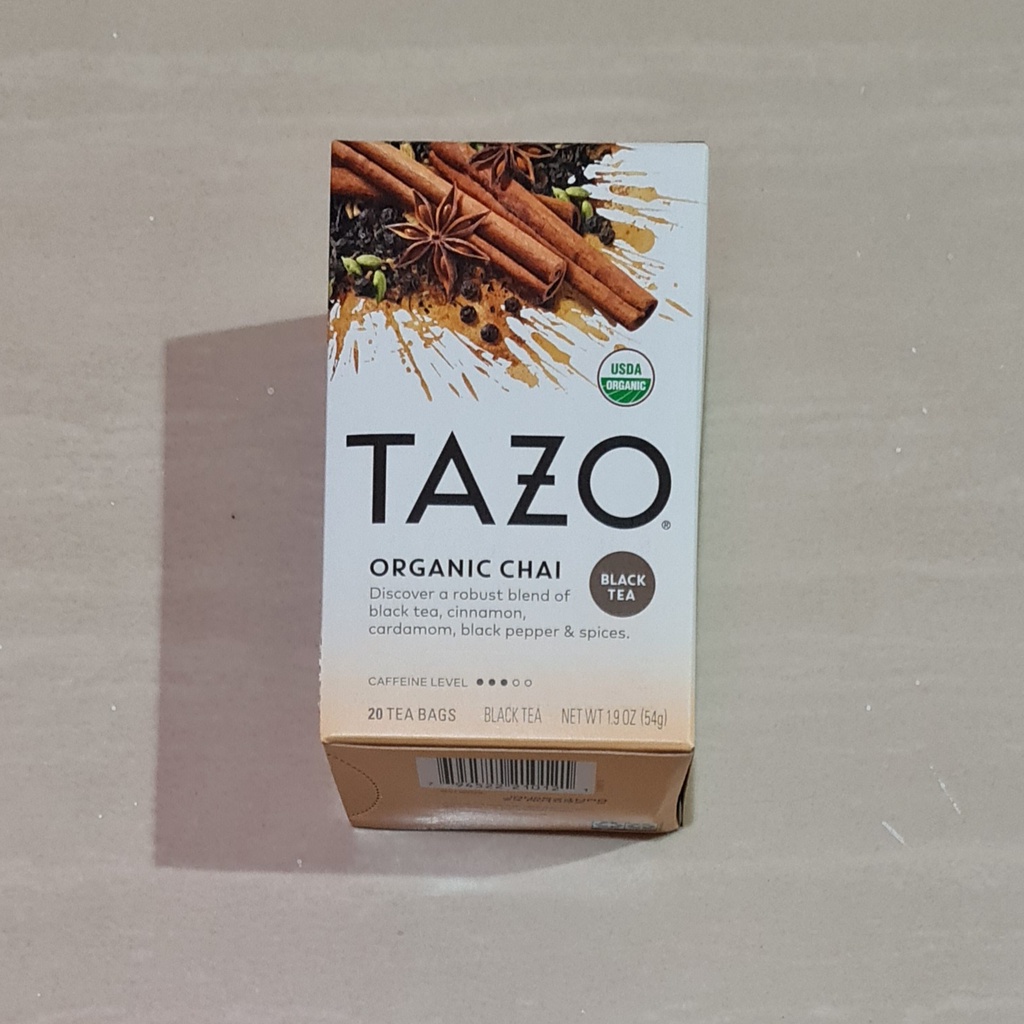 USDA
ORGANIC
TAZO®
ORGANIC CHAI
Discover a robust blend of
black tea, cinnamon,
cardamom, black pepper & spices.
BLACK
TEA
CAFFEINE LEVEL
20 TEA BAGS BLACK TEA NET WT 1.9 OZ (54g)